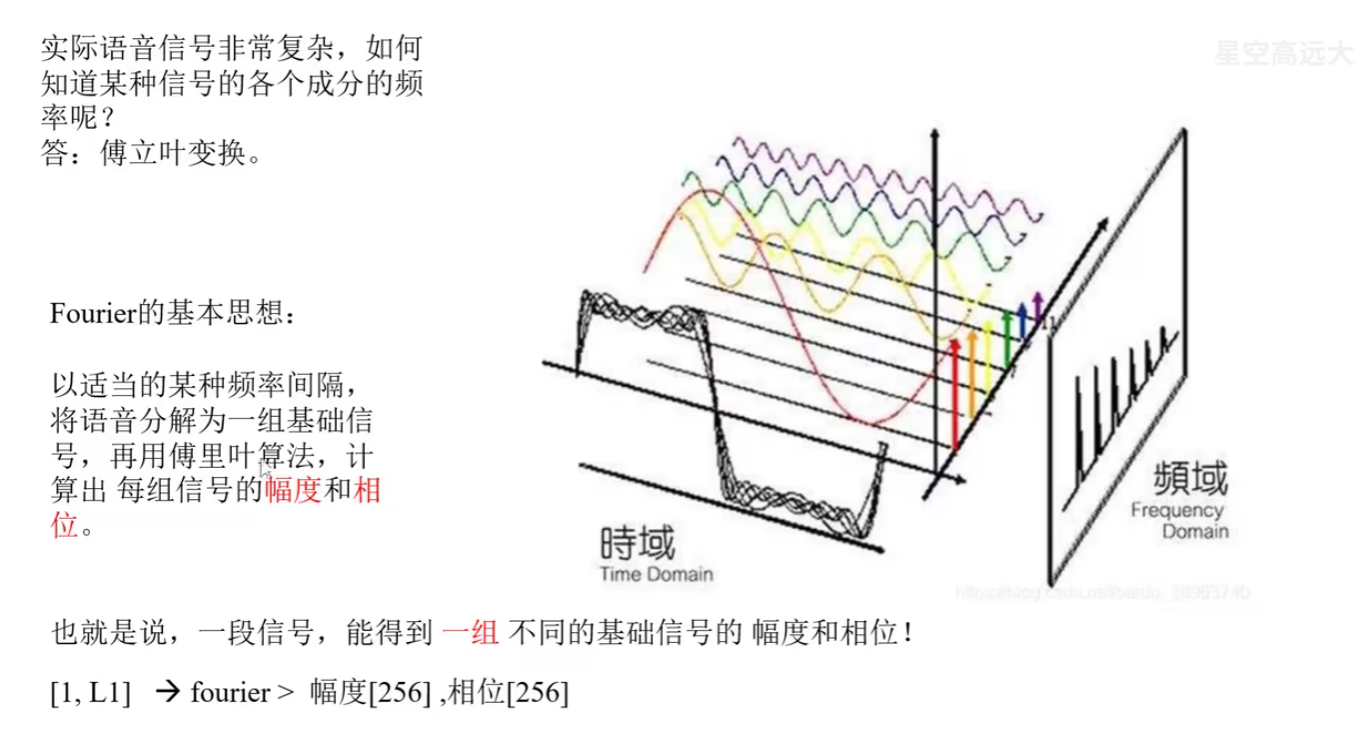 实际语音信号非常复杂，如何
知道某种信号的各个成分的频
率呢？
答：傅立叶变换。
星空高远大
Fourier的基本思想：
以适当的某种频率间隔，
将语音分解为一组基础信
号，再用傅里叶算法，计
算出 每组信号的幅度和相
位。
時域
Time Domain
頻域
Frequency
Domain
也就是说，一段信号，能得到 一组 不同的基础信号的 幅度和相位！
[1, L1] → fourier > 幅度[256] ,相位[256]